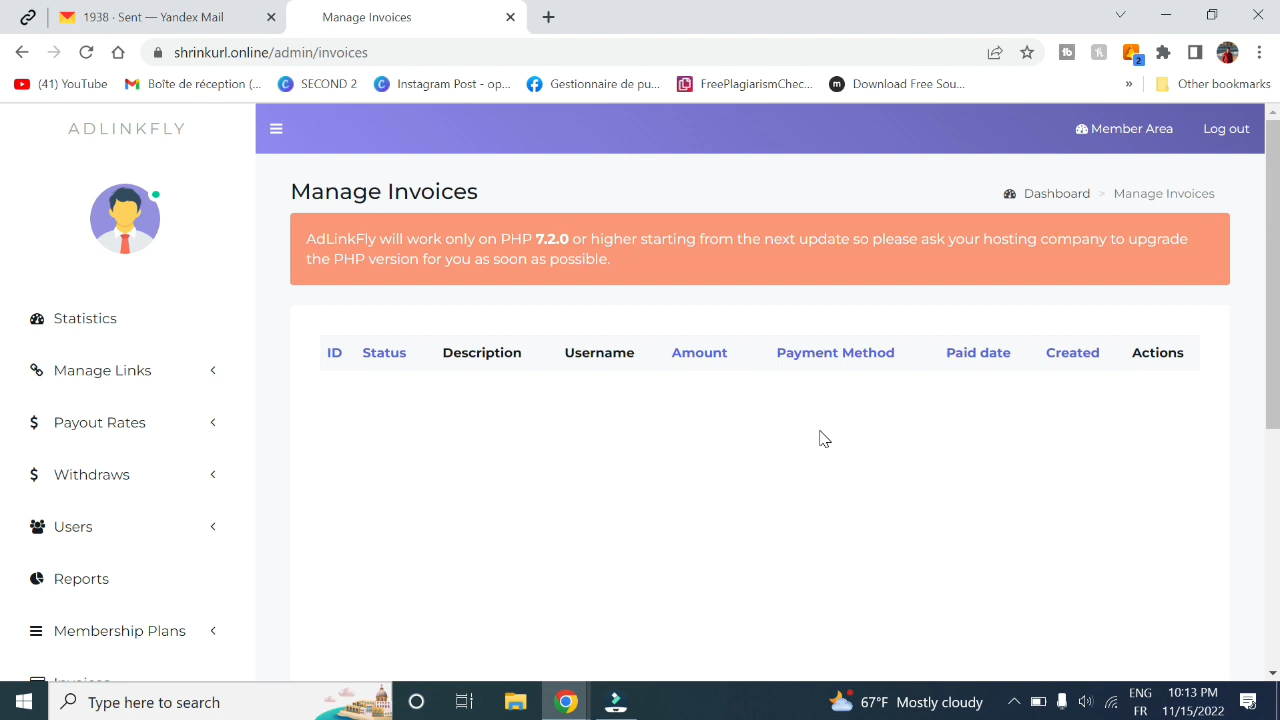 1938 · Sent — Yandex Mail
Manage Invoices
shrinkurl.online/admin/invoices
(41) YouTube
Boîte de réception (...
SECOND 2
Instagram Post - op...
Gestionnaire de pu...
FreePlagiarismChec...
Download Free Sou...
»
Other bookmarks
ADLINKFLY
Member Area
Log out
Manage Invoices
Dashboard > Manage Invoices
AdLinkFly will work only on PHP 7.2.0 or higher starting from the next update so please ask your hosting company to upgrade
the PHP version for you as soon as possible.
Statistics
Manage Links
Payout Rates
Withdraws
Users
Reports
Membership Plans
ID Status Description Username Amount Payment Method Paid date Created Actions
Type here to search
67°F Mostly cloudy
ENG
FR
10:13 PM
11/15/2022